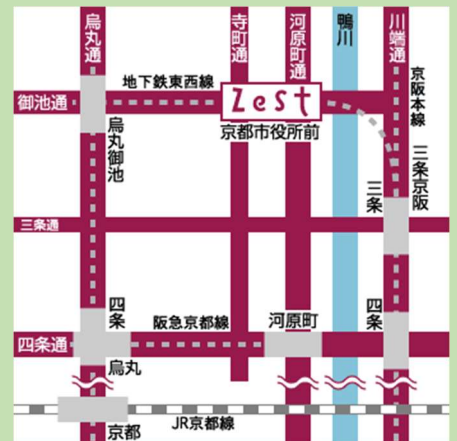 烏丸通
寺町通
河原町通
鴨川
川端通
地下鉄東西線
京阪本線
御池通
Zest
京都市役所前
烏丸御池
三条
三条京阪
三条通
四条
阪急京都線
河原町
四条
四条通
烏丸
JR京都線
京都